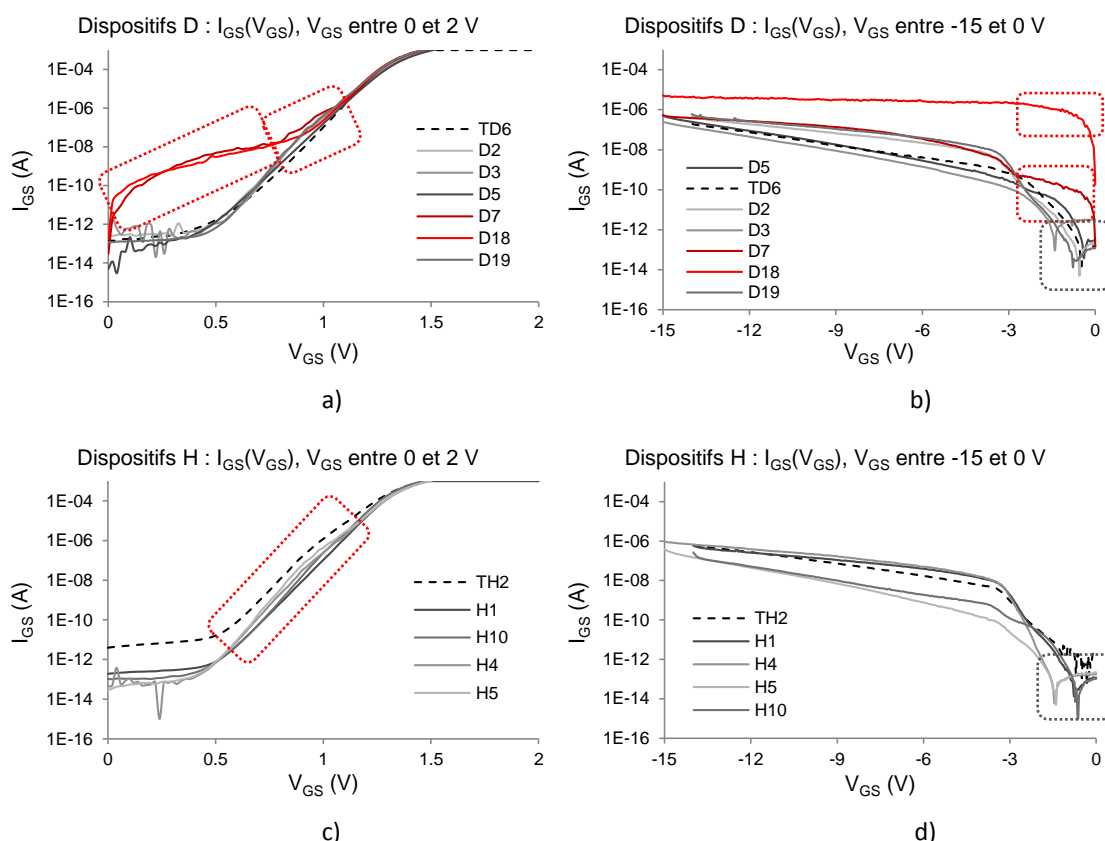 Dispositifs D : IGS(VGS), VGS entre 0 et 2 V
1E-04
1E-06
1E-08
1E-10
1E-12
1E-14
1E-16
IGS (A)
0
0.5
1
1.5
2
VGS (V)
TD6
D2
D3
D5
D7
D18
D19
a)
Dispositifs D : IGS(VGS), VGS entre -15 et 0 V
1E-04
1E-06
1E-08
1E-10
1E-12
1E-14
1E-16
IGS (A)
-15
-12
-9
-6
-3
0
VGS (V)
D5
TD6
D2
D3
D7
D18
D19
b)
Dispositifs H : IGS(VGS), VGS entre 0 et 2 V
1E-04
1E-06
1E-08
1E-10
1E-12
1E-14
1E-16
IGS (A)
0
0.5
1
1.5
2
VGS (V)
TH2
H1
H10
H4
H5
c)
Dispositifs H : IGS(VGS), VGS entre -15 et 0 V
1E-04
1E-06
1E-08
1E-10
1E-12
1E-14
1E-16
IGS (A)
-15
-12
-9
-6
-3
0
VGS (V)
TH2
H1
H4
H5
H10
d)